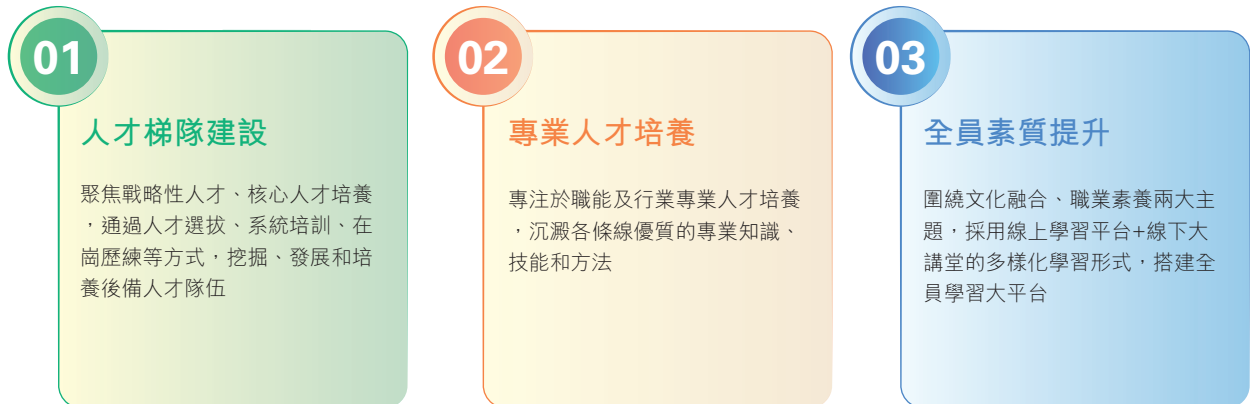 01
人才梯隊建設
聚焦戰略性人才、核心人才培養
，通過人才選拔、系統培訓、在
崗歷練等方式，挖掘、發展和培
養後備人才隊伍
02
專業人才培養
專注於職能及行業專業人才培養
，沉澱各條線優質的專業知識、
技能和方法
03
全員素質提升
圍繞文化融合、職業素養兩大主
題，採用線上學習平台+線下大
講堂的多樣化學習形式，搭建全
員學習大平台